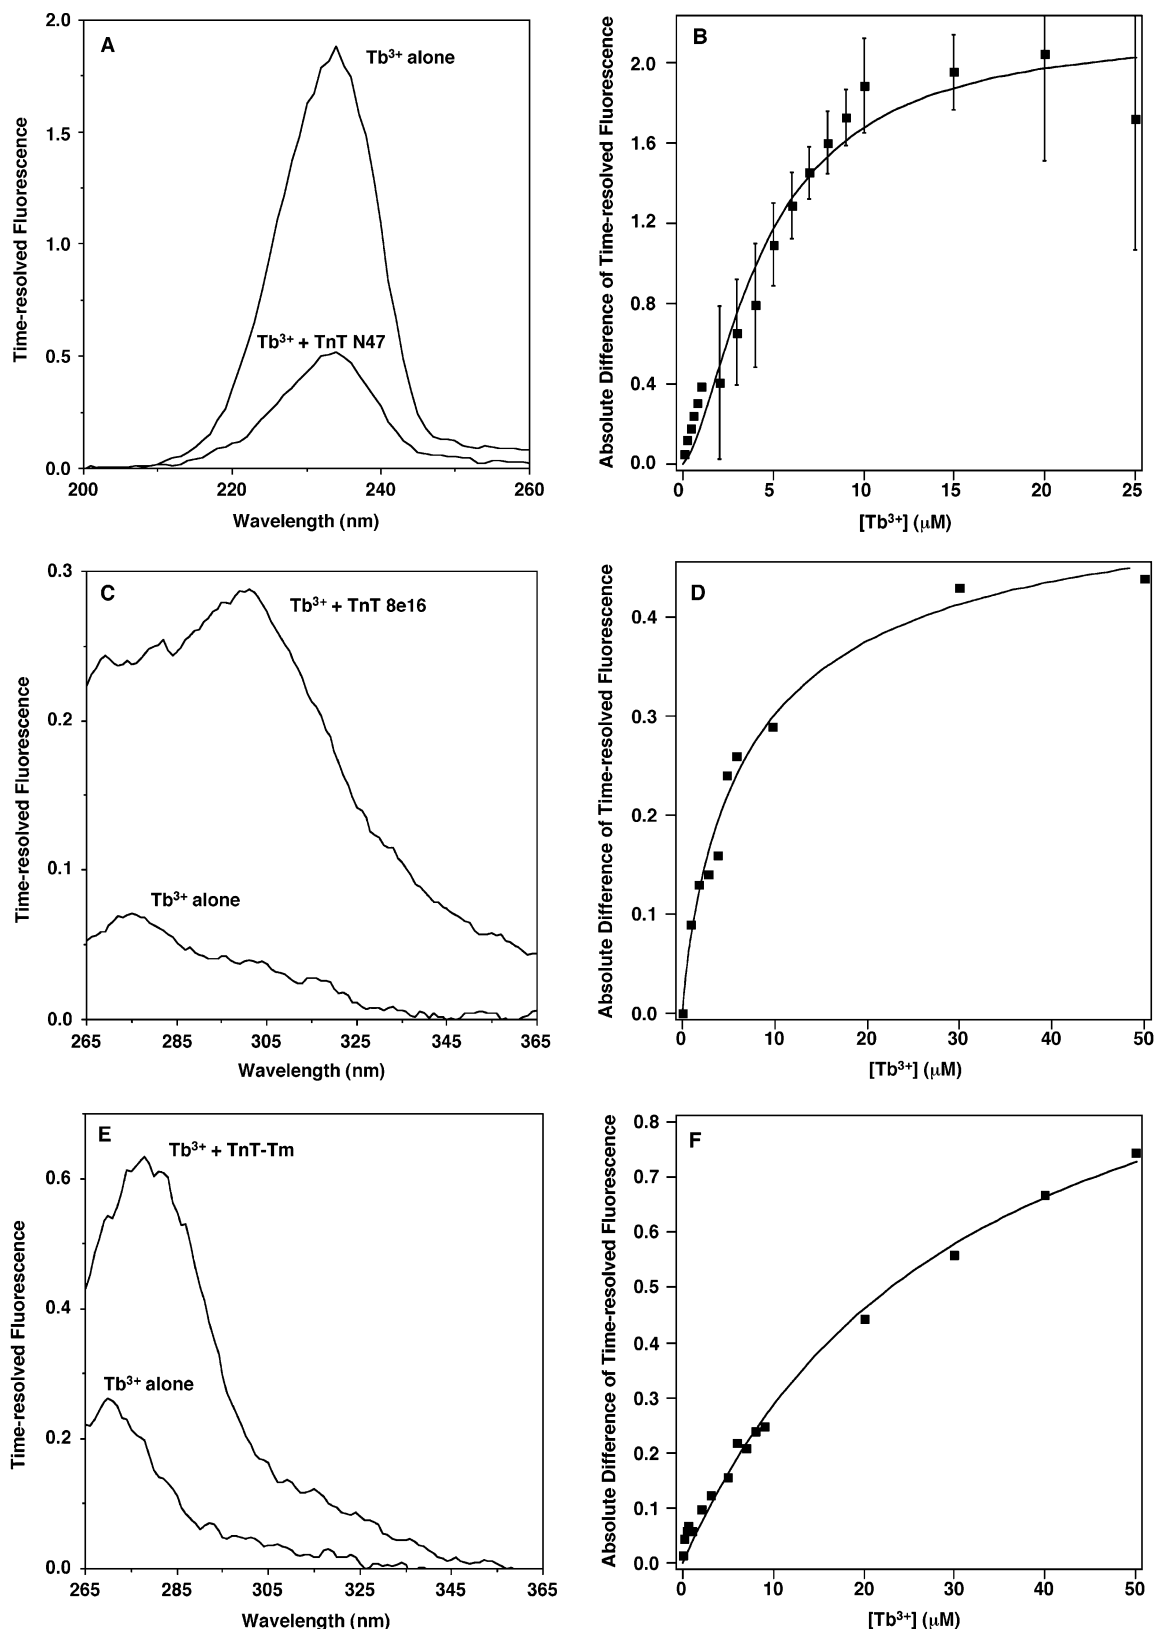 A
Tb³⁺ alone
Tb³⁺ + TnT N47
2.0
1.5
1.0
0.5
0.0
200
220
240
260
Time-resolved Fluorescence
Wavelength (nm)
B
2.0
1.6
1.2
0.8
0.4
0.0
0
5
10
15
20
25
Absolute Difference of Time-resolved Fluorescence
[Tb³⁺] (μM)
C
Tb³⁺ + TnT 8e16
Tb³⁺ alone
0.3
0.2
0.1
0.0
265
285
305
325
345
365
Time-resolved Fluorescence
Wavelength (nm)
D
0.4
0.3
0.2
0.1
0.0
0
10
20
30
40
50
Absolute Difference of Time-resolved Fluorescence
[Tb³⁺] (μM)
E
Tb³⁺ + TnT-Tm
Tb³⁺ alone
0.6
0.4
0.2
0.0
265
285
305
325
345
365
Time-resolved Fluorescence
Wavelength (nm)
F
0.8
0.7
0.6
0.5
0.4
0.3
0.2
0.1
0.0
0
10
20
30
40
50
Absolute Difference of Time-resolved Fluorescence
[Tb³⁺] (μM)